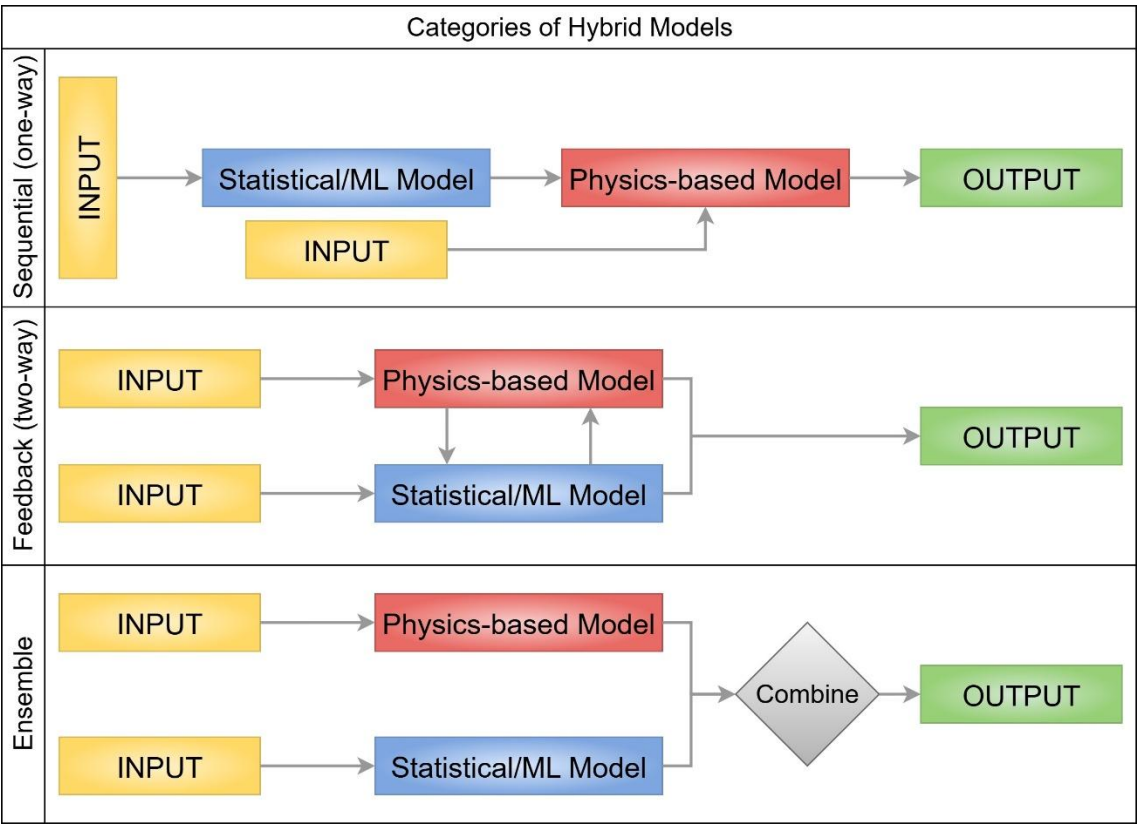 Categories of Hybrid Models
Sequential (one-way)
INPUT
Statistical/ML Model
Physics-based Model
OUTPUT
INPUT
Feedback (two-way)
INPUT
Physics-based Model
OUTPUT
INPUT
Statistical/ML Model
Ensemble
INPUT
Physics-based Model
Combine
OUTPUT
INPUT
Statistical/ML Model